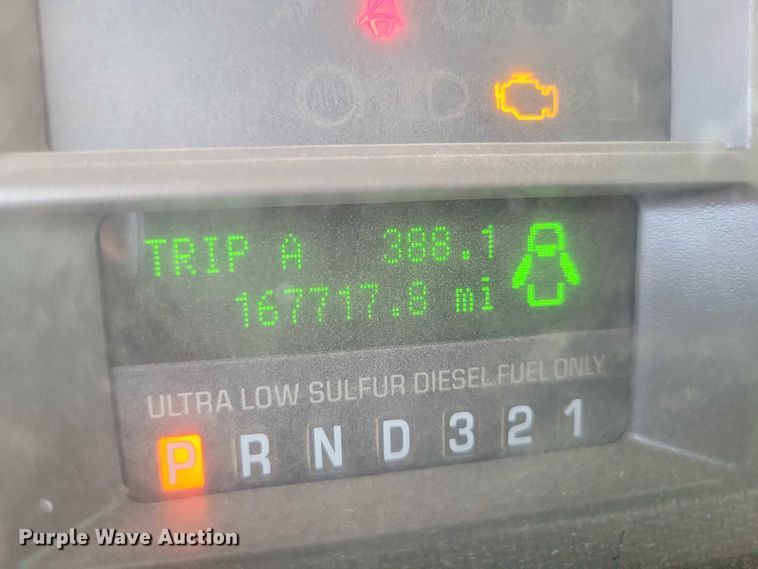 TRIP A 388.1
167717.8 mi
ULTRA LOW SULFUR DIESEL FUEL ONLY
P R N D 3 2 1
Purple Wave Auction